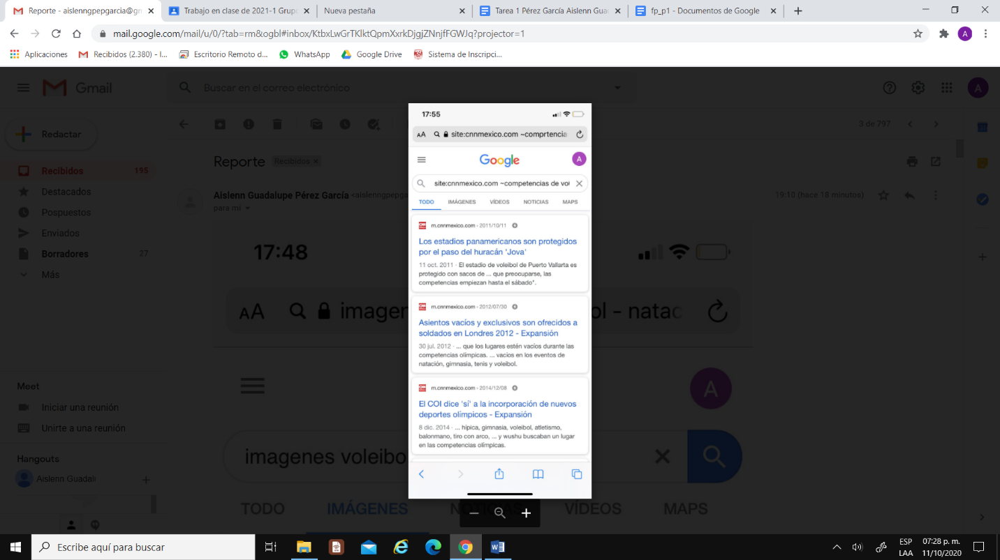 Reporte - aislenngpepgarcia@gm
Trabajo en clase de 2021-1 Grupo
Nueva pestaña
Tarea 1 Pérez García Aislenn Gua
fp_p1 - Documentos de Google
mail.google.com/mail/u/0/?tab=rm&ogbl#inbox/KtbxLwGrTKlktQpmXxrkDjgjZNnjfFGWJq?projector=1
A
Aplicaciones
Recibidos (2.380) - l...
Escritorio Remoto d...
WhatsApp
Google Drive
Sistema de Inscripci...
Gmail
Buscar en el correo electrónico
A
Redactar
3 de 797
Recibidos 195
Destacados
Pospuestos
Enviados
Borradores 27
Más
Meet
Iniciar una reunión
Unirte a una reunión
Hangouts
Aislenn Guadalı
Reporte
Recibidos
Aislenn Guadalupe Pérez García <aislenngpepga
para mí
19:10 (hace 18 minutos)
17:48
AA
imagen
ol - natac
A
imagenes voleibo
TODO
IMÁGENES
NOTICIAS
VÍDEOS
MAPS
17:55
AA
site:cnnmexico.com ~comprtencia
Google
A
site:cnnmexico.com ~competencias de vol
TODO
IMÁGENES
VÍDEOS
NOTICIAS
MAPS
m.cnnmexico.com › 2011/10/11
Los estadios panamericanos son protegidos
por el paso del huracán 'Jova'
11 oct. 2011 · El estadio de voleibol de Puerto Vallarta es
protegido con sacos de ... que preocuparse, las
competencias empiezan hasta el sábado".
m.cnnmexico.com › 2012/07/30
Asientos vacíos y exclusivos son ofrecidos a
soldados en Londres 2012 - Expansión
30 jul. 2012 · ... que los lugares estén vacíos durante las
competencias olímpicas. ... vacíos en los eventos de
natación, gimnasia, tenis y voleibol.
m.cnnmexico.com › 2014/12/08
El COI dice 'sí' a la incorporación de nuevos
deportes olímpicos - Expansión
8 dic. 2014 · ... hípica, gimnasia, voleibol, atletismo,
balonmano, tiro con arco, ... y wushu buscaban un lugar
en las competencias olímpicas.
Escribe aquí para buscar
ESP
LAA
07:28 p. m.
11/10/2020